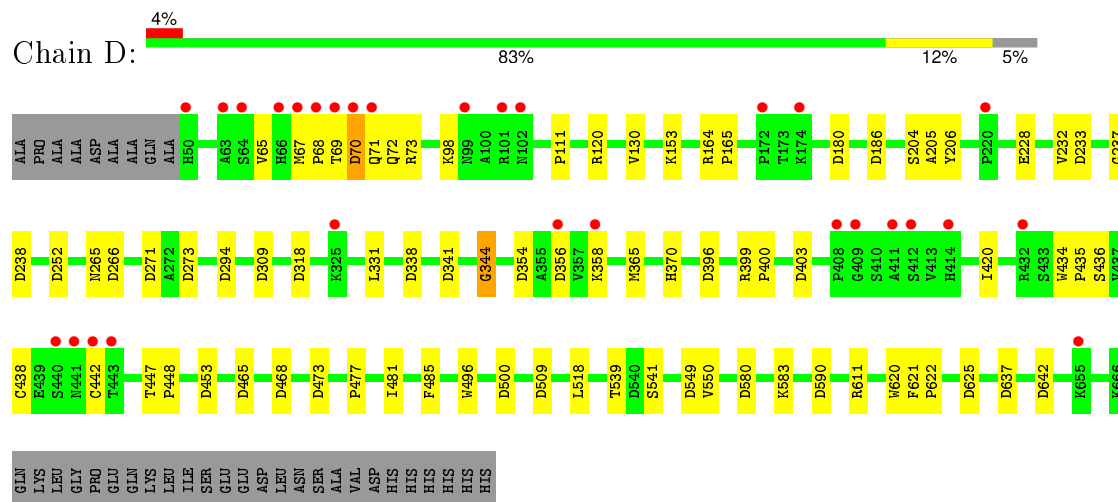 4%
Chain D:
83% 12% 5%
ALA PRO ALA ALA ASP ALA ALA GLN ALA H50 A63 S64 V65 H66 M67 P68 T69 D70 Q71 Q72 R73 K98 N99 A100 R101 N102 P111 R120 V130 K153 R164 P165 P172 T173 K174 D180 D186 S204 A205 Y206 P220 E228 V232 D233 G237
D238 D252 N265 D266 D271 A272 D273 D294 D309 D318 K325 L331 D338 D341 G344 D354 A355 D356 V357 K358 M365 H370 D396 R399 P400 D403 P408 G409 S410 A411 S412 V413 H414 I420 R432 S433 W434 P435 S436
C438 E439 S440 N441 C442 T443 T447 P448 D453 D465 D468 D473 P477 I481 F485 W496 D500 D509 L518 T539 D540 S541 D549 V550 D580 K583 D590 R611 W620 F621 P622 D625 D637 D642 K655 K666
GLN LYS LEU GLY PRO GLU GLN LYS LEU ILE SER GLU GLU ASP LEU ASN SER ALA VAL ASP HIS HIS HIS HIS HIS HIS